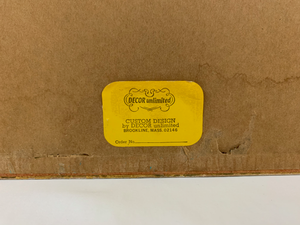 DECOR unlimited
CUSTOM DESIGN
by DECOR unlimited
BROOKLINE, MASS. 02146
Order No.